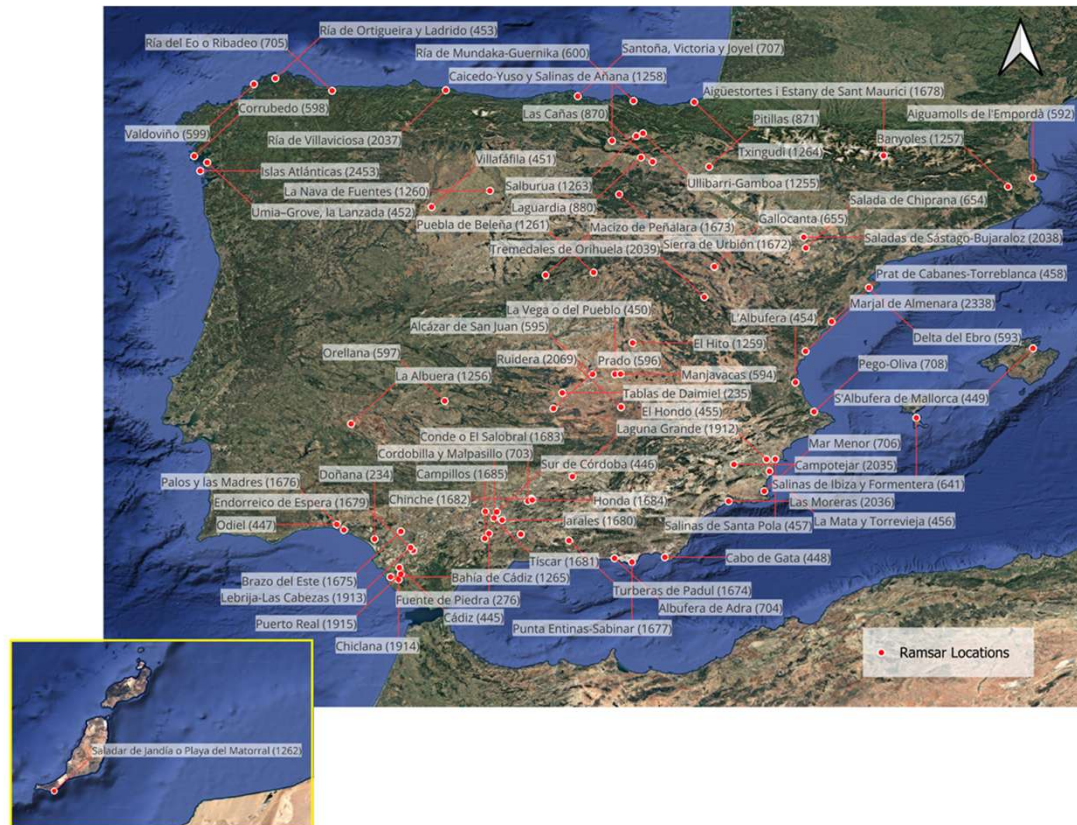 Ría de Ortigueira y Ladrido (453)
Ría del Eo o Ribadeo (705)
Ría de Mundaka-Guernika (600)
Santoña, Victoria y Joyel (707)
Caicedo-Yuso y Salinas de Añana (1258)
Aigüestortes i Estany de Sant Maurici (1678)
Corrubedo (598)
Las Cañas (870)
Pitillas (871)
Aiguamolls de l'Empordà (592)
Valdoviño (599)
Ría de Villaviciosa (2037)
Banyoles (1257)
Villafáfila (451)
Txingudi (1264)
Islas Atlánticas (2453)
La Nava de Fuentes (1260)
Salburua (1263)
Ullibarri-Gamboa (1255)
Salada de Chiprana (654)
Umia–Grove, la Lanzada (452)
Laguardia (880)
Gallocanta (655)
Puebla de Beleña (1261)
Macizo de Peñalara (1673)
Saladas de Sástago-Bujaraloz (2038)
Tremedales de Orihuela (2039)
Sierra de Urbión (1672)
Prat de Cabanes-Torreblanca (458)
Marjal de Almenara (2338)
La Vega o del Pueblo (450)
L'Albufera (454)
Alcázar de San Juan (595)
Delta del Ebro (593)
Orellana (597)
El Hito (1259)
Ruidera (2069)
Prado (596)
Pego-Oliva (708)
La Albuera (1256)
Manjavacas (594)
Tablas de Daimiel (235)
S'Albufera de Mallorca (449)
El Hondo (455)
Laguna Grande (1912)
Conde o El Salobral (1683)
Mar Menor (706)
Cordobilla y Malpasillo (703)
Sur de Córdoba (446)
Campotejar (2035)
Doñana (234)
Campillos (1685)
Palos y las Madres (1676)
Salinas de Ibiza y Formentera (641)
Endorreico de Espera (1679)
Chinche (1682)
Honda (1684)
Las Moreras (2036)
Odiel (447)
Jarales (1680)
Salinas de Santa Pola (457)
La Mata y Torrevieja (456)
Tíscar (1681)
Cabo de Gata (448)
Brazo del Este (1675)
Bahía de Cádiz (1265)
Turberas de Padul (1674)
Lebrija-Las Cabezas (1913)
Fuente de Piedra (276)
Albufera de Adra (704)
Puerto Real (1915)
Cádiz (445)
Punta Entinas-Sabinar (1677)
Chiclana (1914)
Ramsar Locations
Saladar de Jandía o Playa del Matorral (1262)